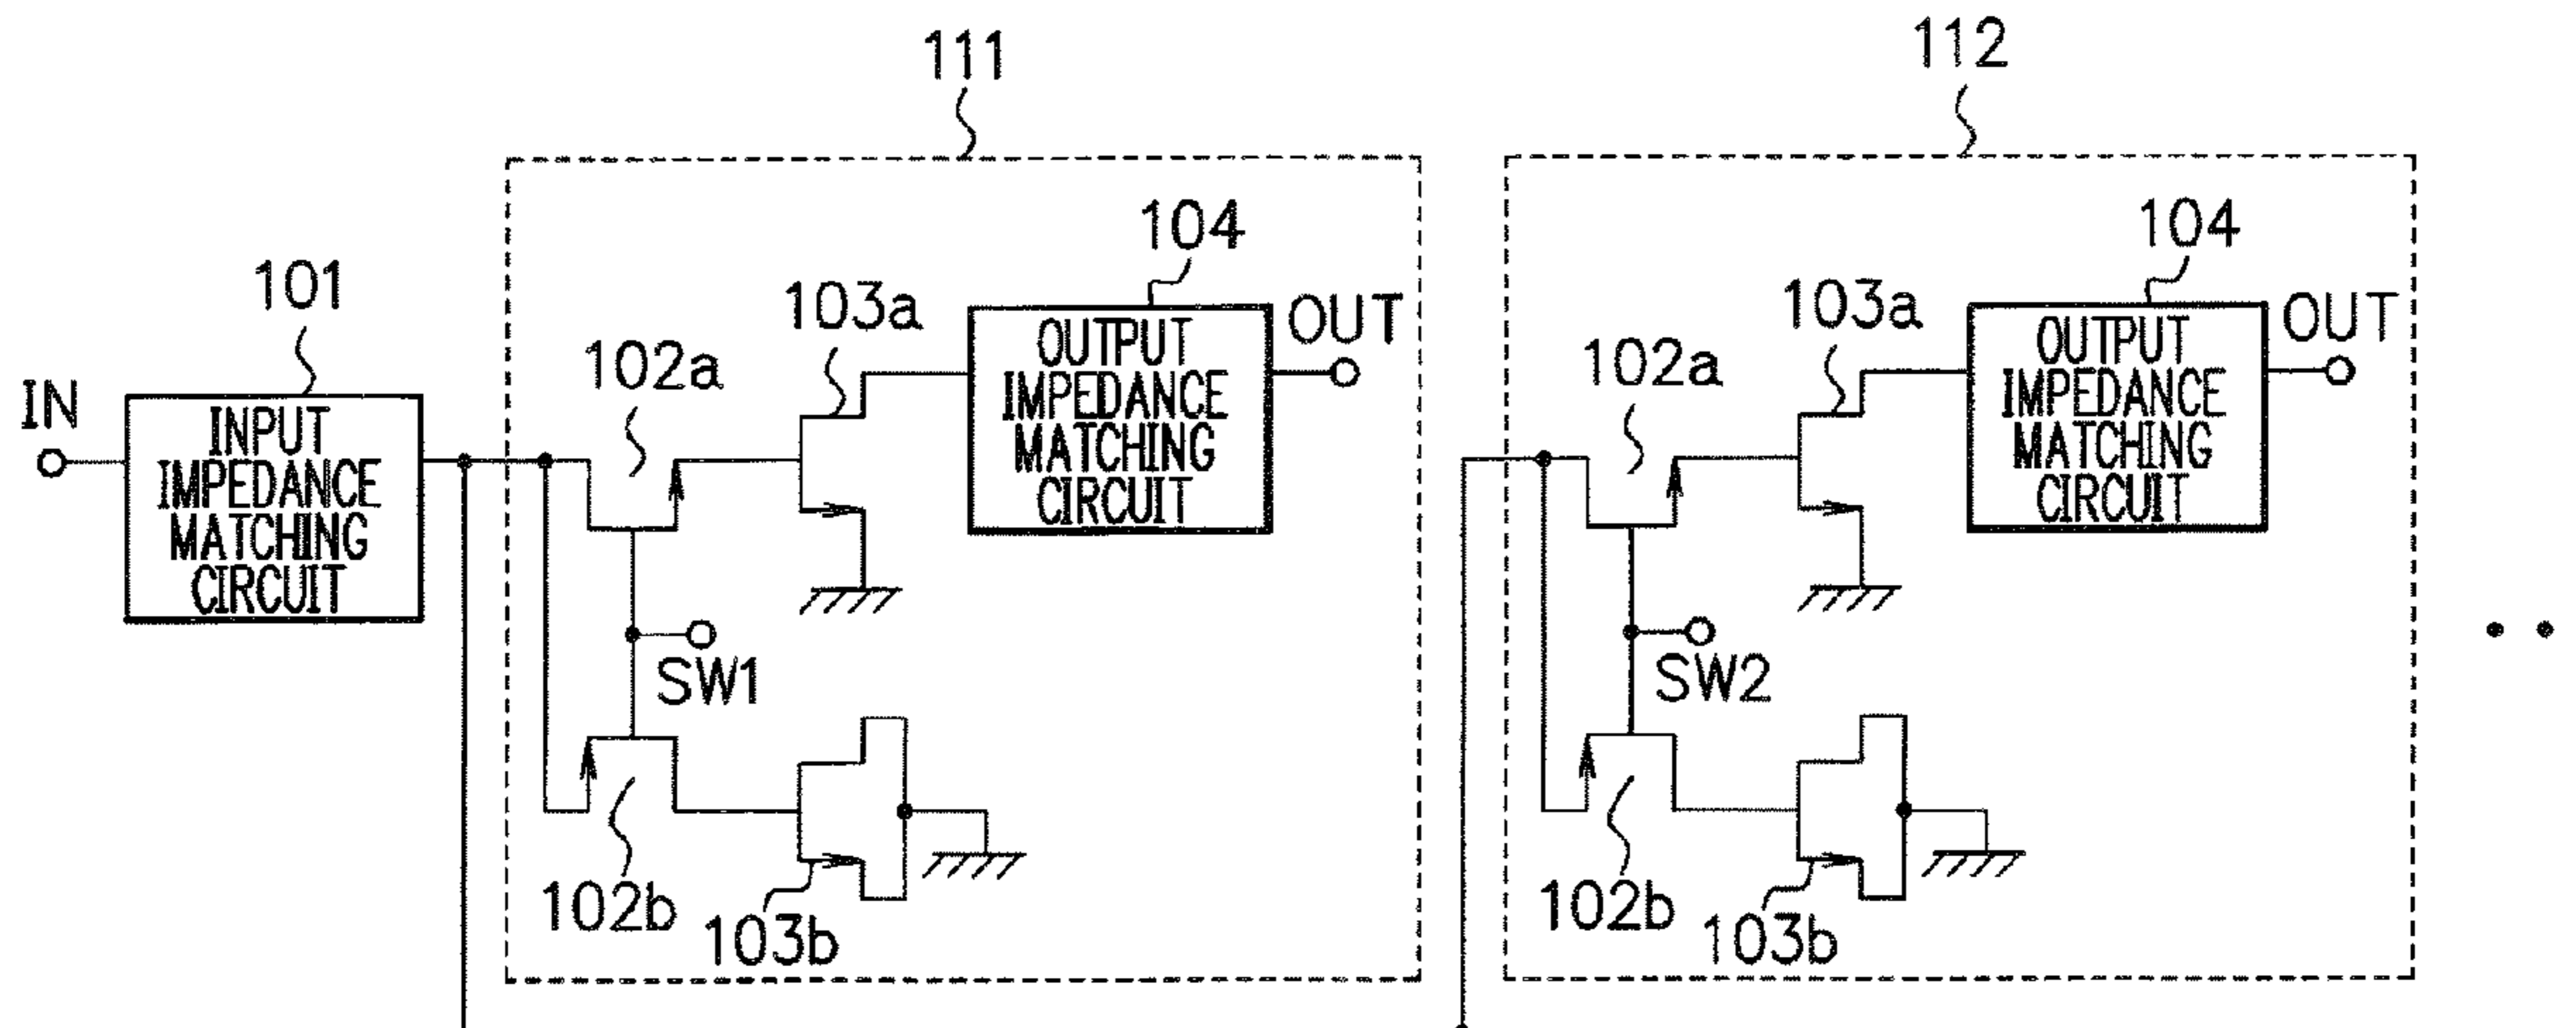 111
112
104
104
101
103a
OUT
103a
OUT
102a
OUTPUT
IMPEDANCE
MATCHING
CIRCUIT
102a
OUTPUT
IMPEDANCE
MATCHING
CIRCUIT
IN
INPUT
IMPEDANCE
MATCHING
CIRCUIT
SW1
SW2
102b
103b
102b
103b